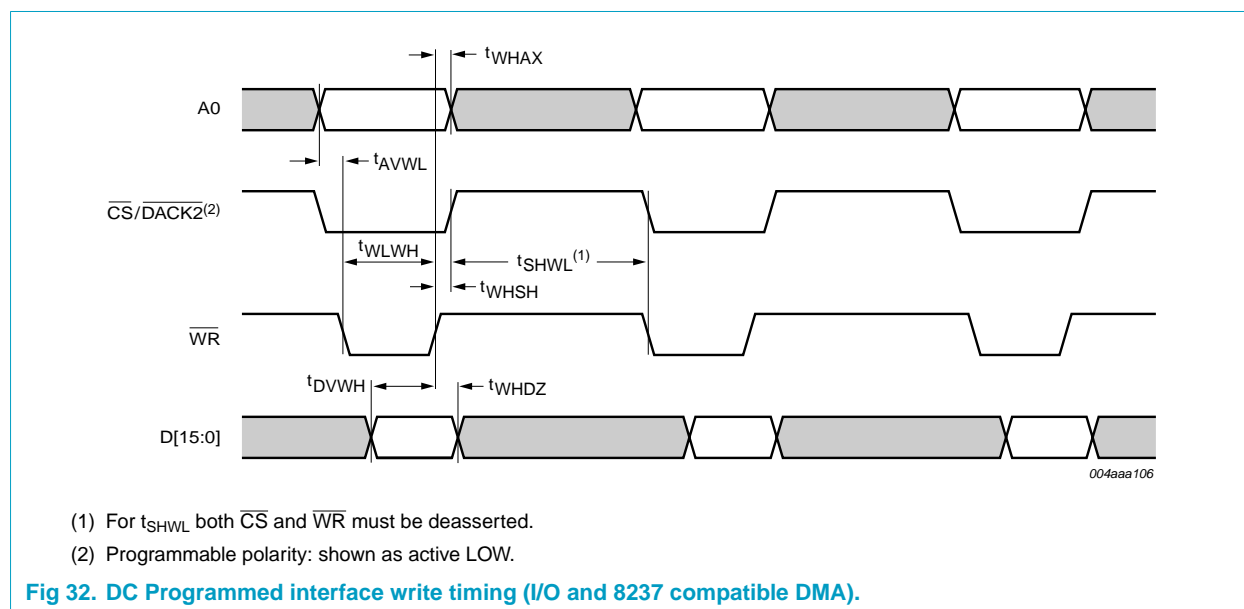 tWHAX
A0
tAVWL
CS/DACK2(2)
tWLWH
tSHWL(1)
tWHSH
WR
tDVWH
tWHDZ
D[15:0]
004aaa106
(1) For tSHWL both CS and WR must be deasserted.
(2) Programmable polarity: shown as active LOW.
Fig 32. DC Programmed interface write timing (I/O and 8237 compatible DMA).